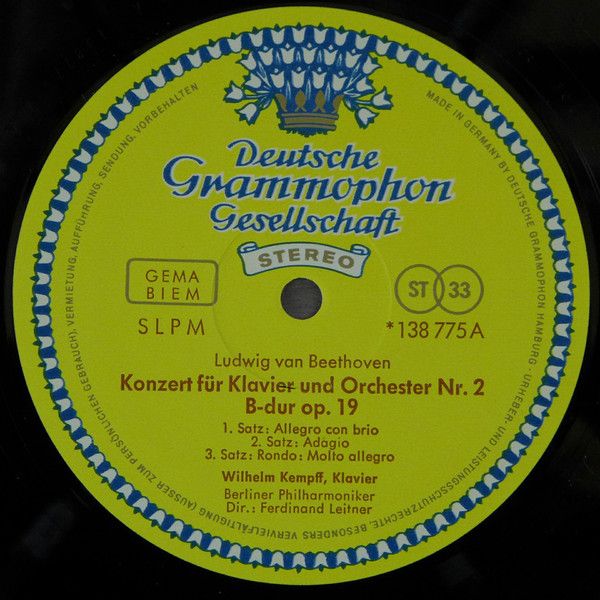 Deutsche
Grammophon
Gesellschaft
STEREO
GEMA
BIEM
SLPM
ST 33
*138 775 A
Ludwig van Beethoven
Konzert für Klavier und Orchester Nr. 2
B-dur op. 19
1. Satz: Allegro con brio
2. Satz: Adagio
3. Satz: Rondo: Molto allegro
Wilhelm Kempff, Klavier
Berliner Philharmoniker
Dir.: Ferdinand Leitner
MADE IN GERMANY BY DEUTSCHE GRAMMOPHON HAMBURG · URHEBER- UND LEISTUNGSSCHUTZRECHTE, BESONDERS VERVIELFÄLTIGUNG (AUSSER ZUM PERSÖNLICHEN GEBRAUCH), VERMIETUNG, AUFFÜHRUNG, SENDUNG, VORBEHALTEN